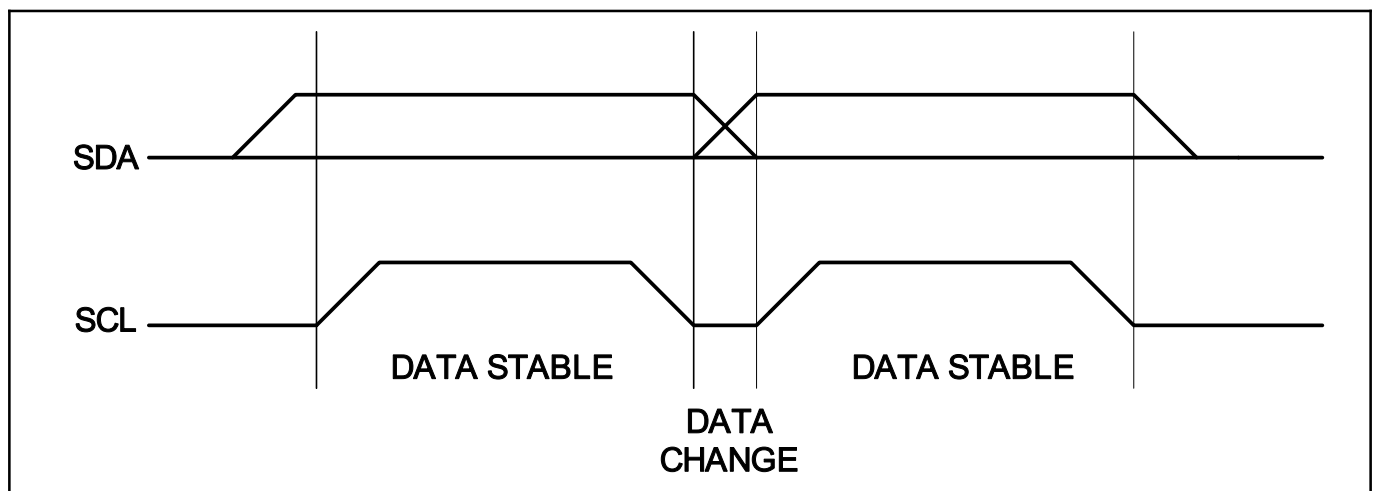 SDA
SCL
DATA STABLE
DATA STABLE
DATA
CHANGE